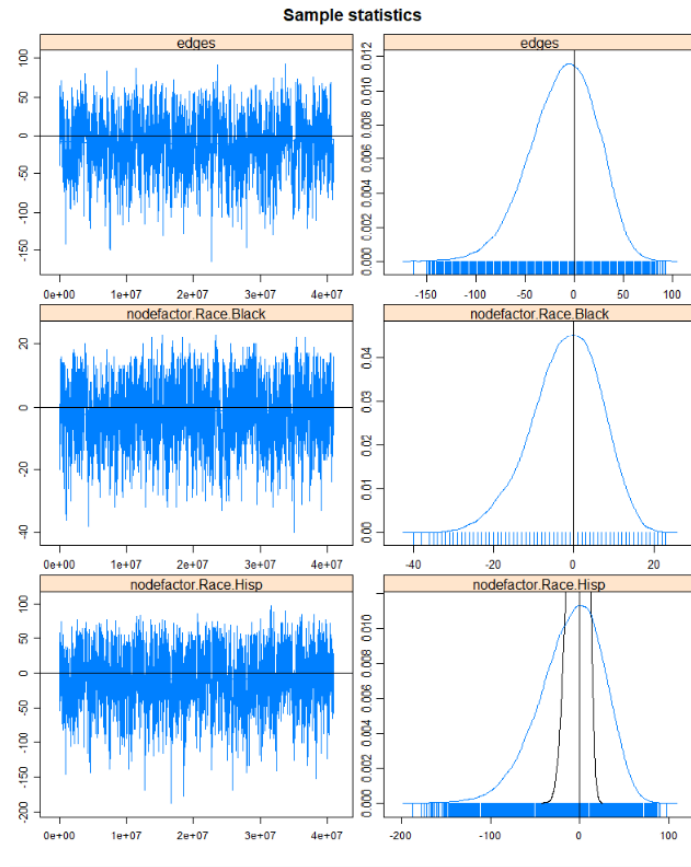 Sample statistics
edges
100
50
0
-50
-100
-150
0e+00 1e+07 2e+07 3e+07 4e+07
edges
0.012
0.010
0.008
0.006
0.004
0.002
0.000
-150 -100 -50 0 50 100
nodefactor.Race.Black
20
0
20
40
0e+00 1e+07 2e+07 3e+07 4e+07
nodefactor.Race.Black
0.04
0.03
0.02
0.01
0.00
-40 -20 0 20
nodefactor.Race.Hisp
100
50
0
-50
-100
-150
-200
0e+00 1e+07 2e+07 3e+07 4e+07
nodefactor.Race.Hisp
0.010
0.008
0.006
0.004
0.002
0.000
-200 -100 0 100